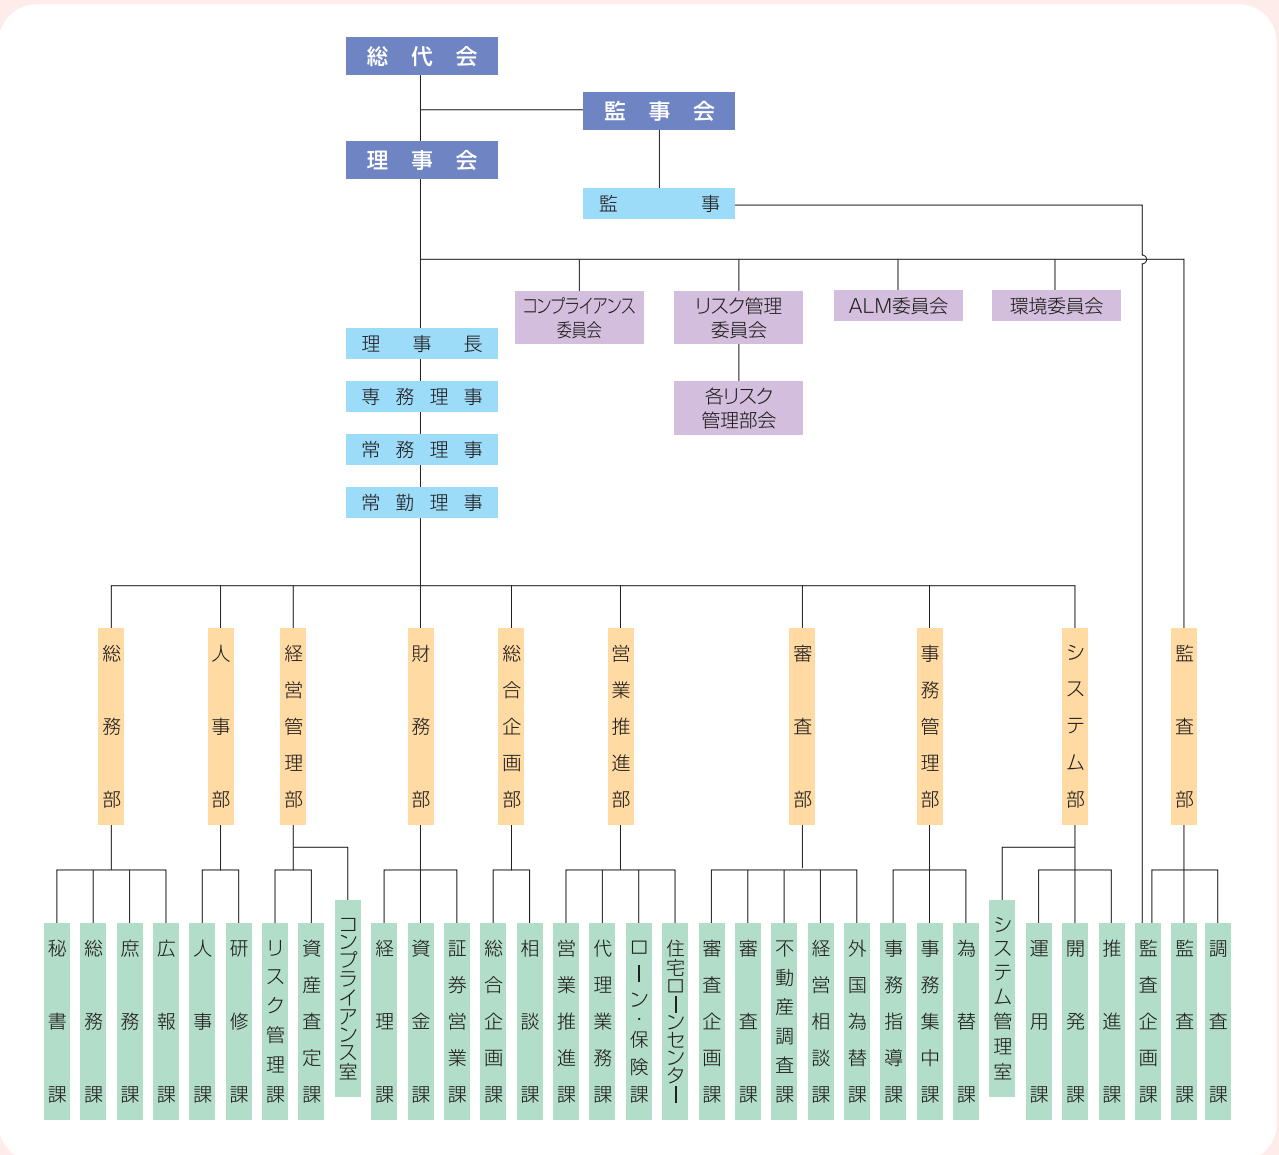 総代会
監事会
理事会
監事
コンプライアンス
委員会
リスク管理
委員会
ALM委員会
環境委員会
理事長
専務理事
各リスク
管理部会
常務理事
常勤理事
総務部
人事部
経営管理部
財務部
総合企画部
営業推進部
審査部
事務管理部
システム部
監査部
秘書課
総務課
庶務課
広報課
人事課
研修課
リスク管理課
資産査定課
コンプライアンス室
経理課
資金課
証券営業課
総合企画課
相談課
営業推進課
代理業務課
ローン・保険課
住宅ローンセンター
審査企画課
審査課
不動産調査課
経営相談課
外国為替課
事務指導課
事務集中課
為替課
システム管理室
運用課
開発課
推進課
監査企画課
監査課
調査課